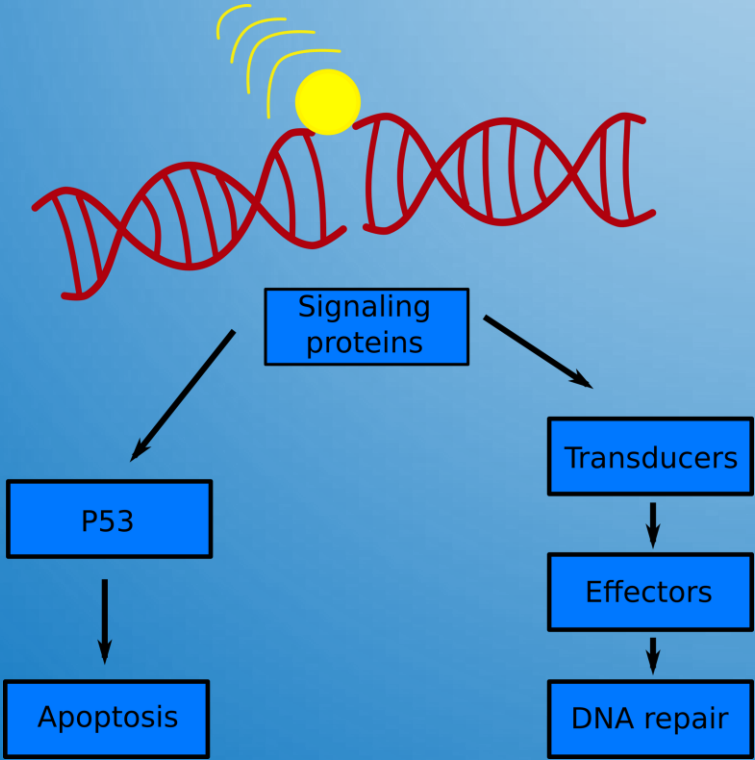 Signaling
proteins
P53
Apoptosis
Transducers
Effectors
DNA repair